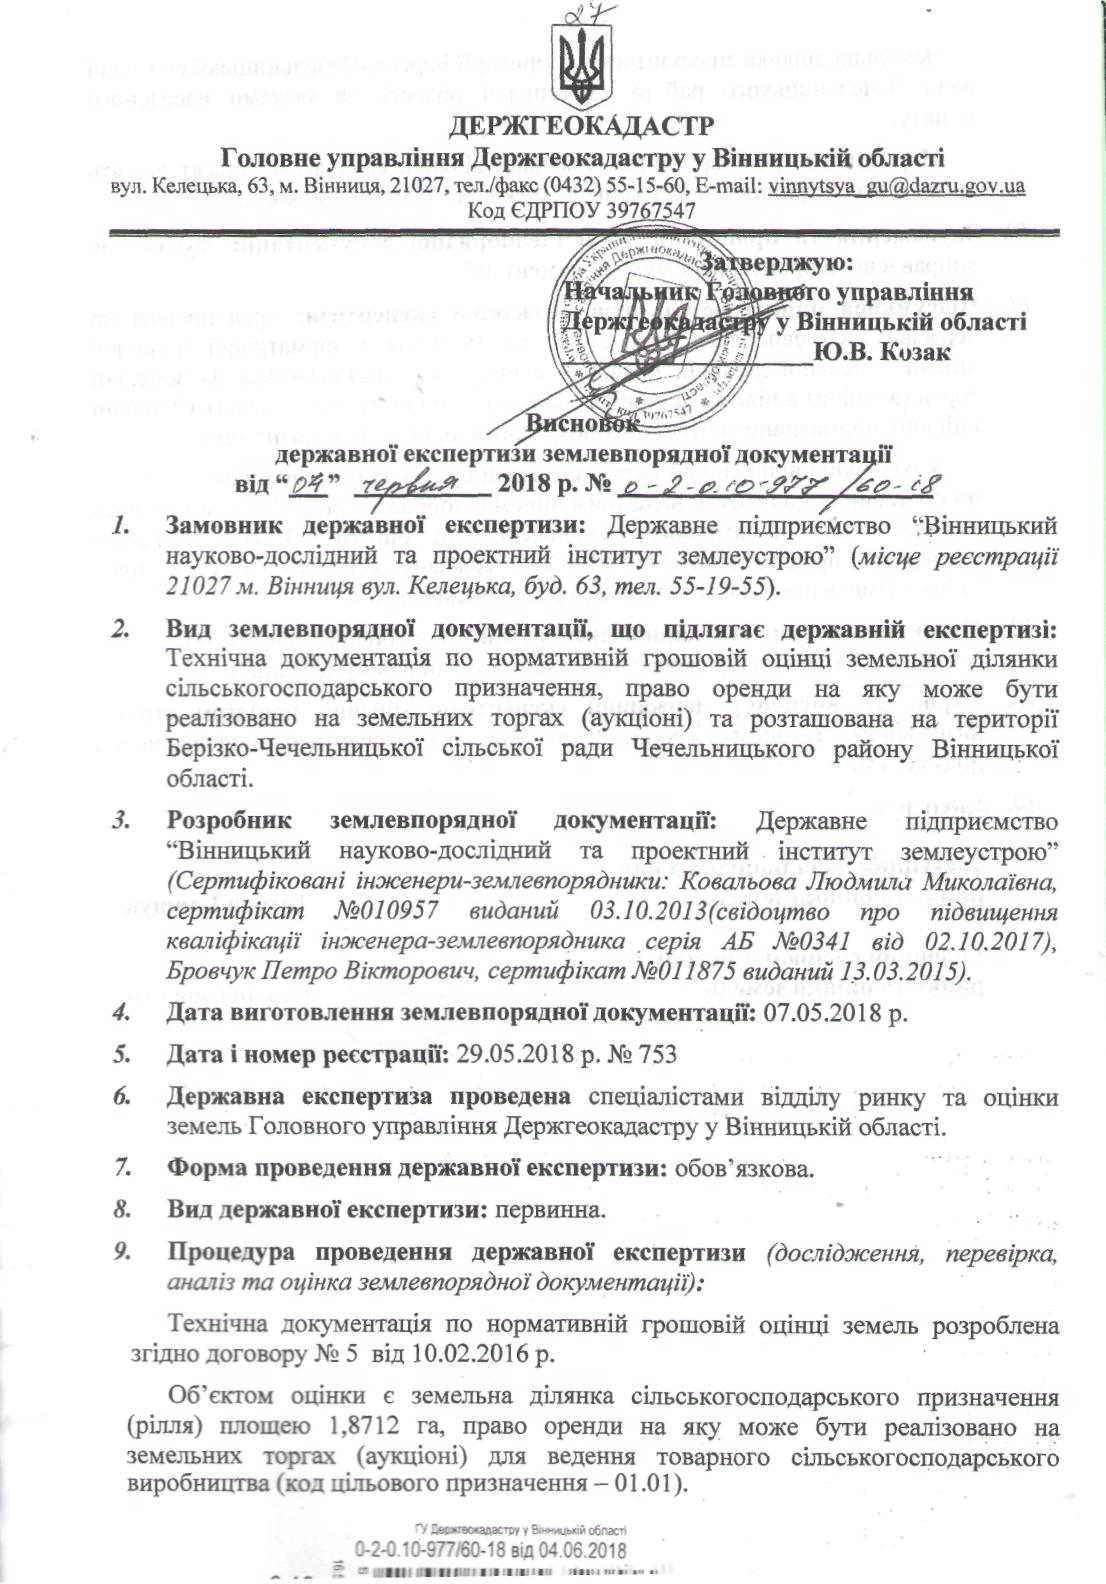 27
ДЕРЖГЕОКАДАСТР
Головне управління Держгеокадастру у Вінницькій області
вул. Келецька, 63, м. Вінниця, 21027, тел./факс (0432) 55-15-60, E-mail: vinnytsya_gu@dazru.gov.ua
Код ЄДРПОУ 39767547
Затверджую:
Начальник Головного управління
Держгеокадастру у Вінницькій області
Ю.В. Козак
Висновок
державної експертизи землевпорядної документації
від “04” червня 2018 р. № 0-2-0.10-977/60-18
1. Замовник державної експертизи: Державне підприємство “Вінницький
науково-дослідний та проектний інститут землеустрою” (місце реєстрації
21027 м. Вінниця вул. Келецька, буд. 63, тел. 55-19-55).
2. Вид землевпорядної документації, що підлягає державній експертизі:
Технічна документація по нормативній грошовій оцінці земельної ділянки
сільськогосподарського призначення, право оренди на яку може бути
реалізовано на земельних торгах (аукціоні) та розташована на території
Берізко-Чечельницької сільської ради Чечельницького району Вінницької
області.
3. Розробник землевпорядної документації: Державне підприємство
“Вінницький науково-дослідний та проектний інститут землеустрою”
(Сертифіковані інженери-землевпорядники: Ковальова Людмила Миколаївна,
сертифікат №010957 виданий 03.10.2013(свідоцтво про підвищення
кваліфікації інженера-землевпорядника серія АБ №0341 від 02.10.2017),
Бровчук Петро Вікторович, сертифікат №011875 виданий 13.03.2015).
4. Дата виготовлення землевпорядної документації: 07.05.2018 р.
5. Дата і номер реєстрації: 29.05.2018 р. № 753
6. Державна експертиза проведена спеціалістами відділу ринку та оцінки
земель Головного управління Держгеокадастру у Вінницькій області.
7. Форма проведення державної експертизи: обов’язкова.
8. Вид державної експертизи: первинна.
9. Процедура проведення державної експертизи (дослідження, перевірка,
аналіз та оцінка землевпорядної документації):
Технічна документація по нормативній грошовій оцінці земель розроблена
згідно договору № 5 від 10.02.2016 р.
Об’єктом оцінки є земельна ділянка сільськогосподарського призначення
(рілля) площею 1,8712 га, право оренди на яку може бути реалізовано на
земельних торгах (аукціоні) для ведення товарного сільськогосподарського
виробництва (код цільового призначення – 01.01).
ГУ Держгеокадастру у Вінницькій області
0-2-0.10-977/60-18 від 04.06.2018